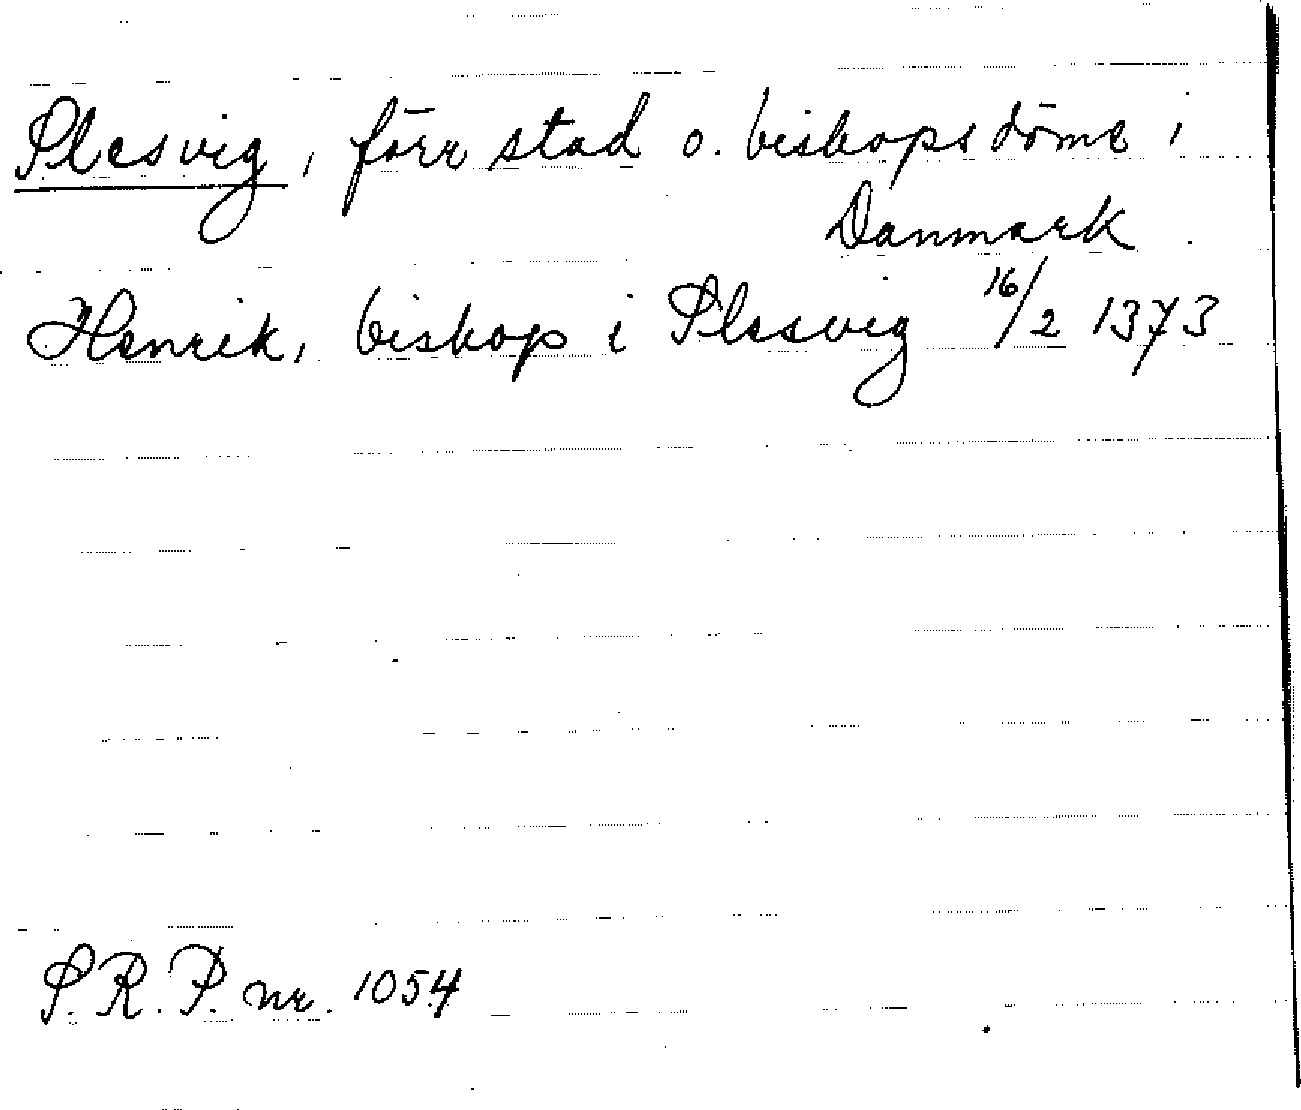 Slesvig, förr stad o. biskopsdöme i
Danmark.
Henrik, biskop i Slesvig 16/2 1373
S.R.P. nr. 1054